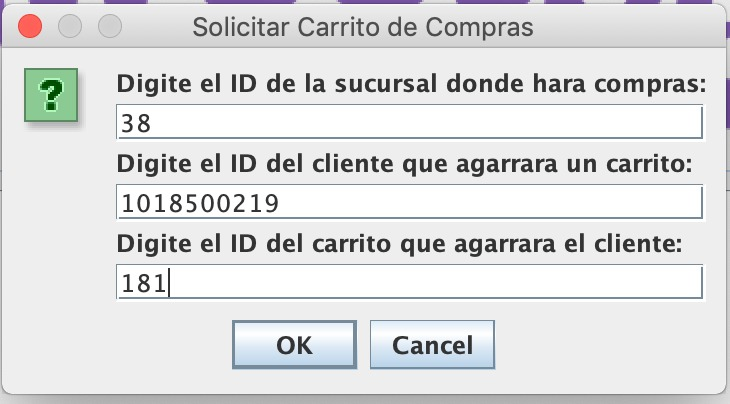 Solicitar Carrito de Compras
?
Digite el ID de la sucursal donde hara compras:
38
Digite el ID del cliente que agarrara un carrito:
1018500219
Digite el ID del carrito que agarrara el cliente:
181
OK Cancel